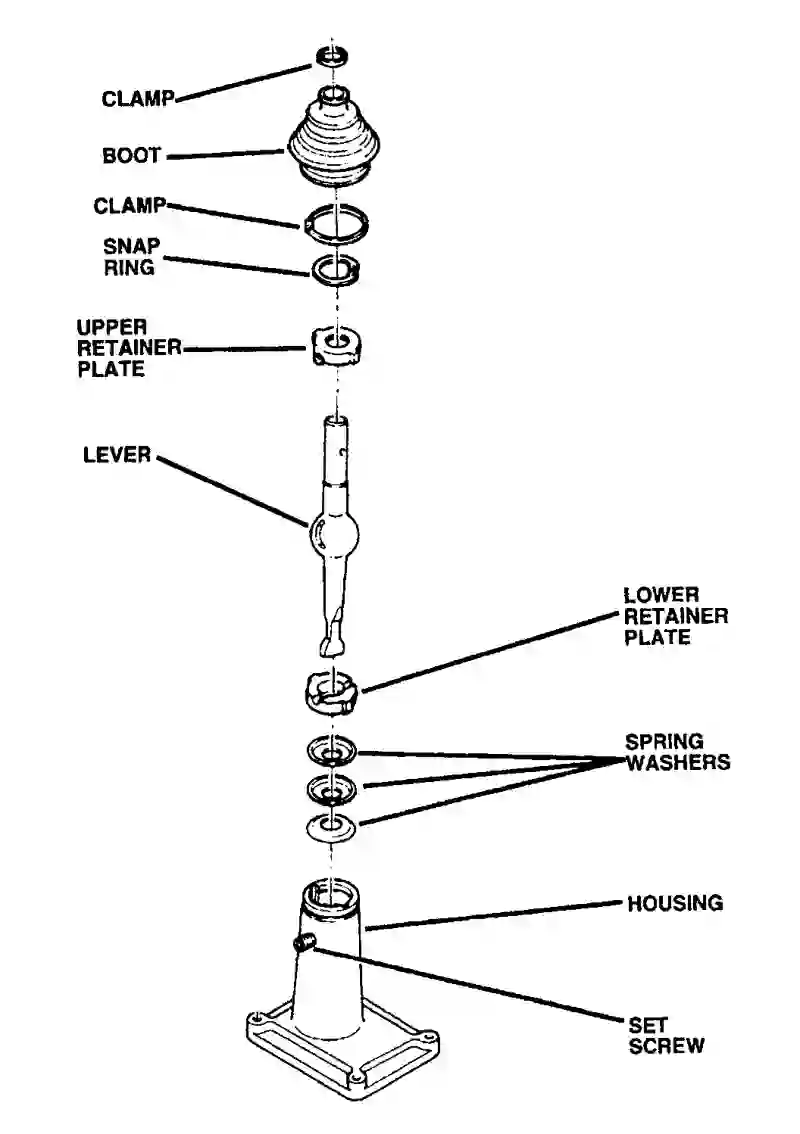 CLAMP
BOOT
CLAMP
SNAP
RING
UPPER
RETAINER
PLATE
LEVER
LOWER
RETAINER
PLATE
SPRING
WASHERS
HOUSING
SET
SCREW